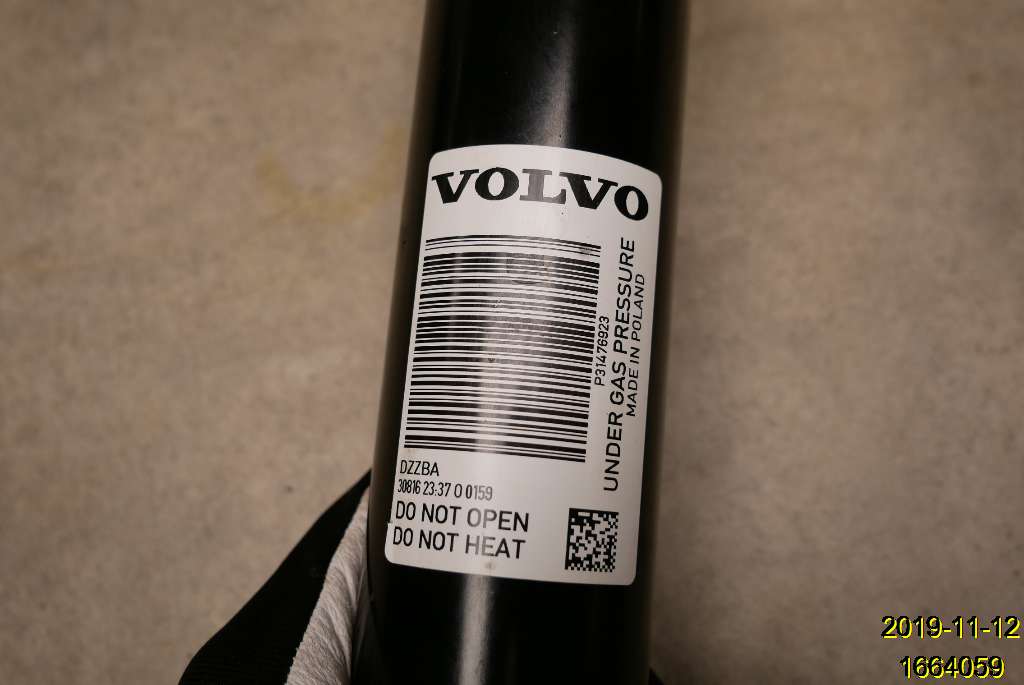 VOLVO
P31476923
UNDER GAS PRESSURE
MADE IN POLAND
DZZBA
30816 23:37 0 0159
DO NOT OPEN
DO NOT HEAT
2019-11-12
1664059